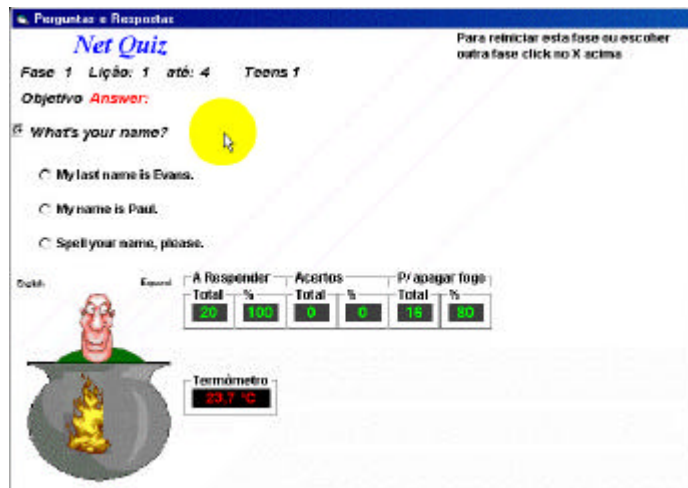 Perguntas e Respostas
Net Quiz
Para reiniciar esta fase ou escolher
outra fase click no X acima
Fase 1 Lição: 1 até: 4 Teens 1
Objetivo Answer:
What's your name?
My last name is Evans.
My name is Paul.
Spell your name, please.
English Espanol
A Responder Acertos P/ apagar fogo
Total % Total % Total %
20 100 0 0 16 80
Termômetro
23.7 °C